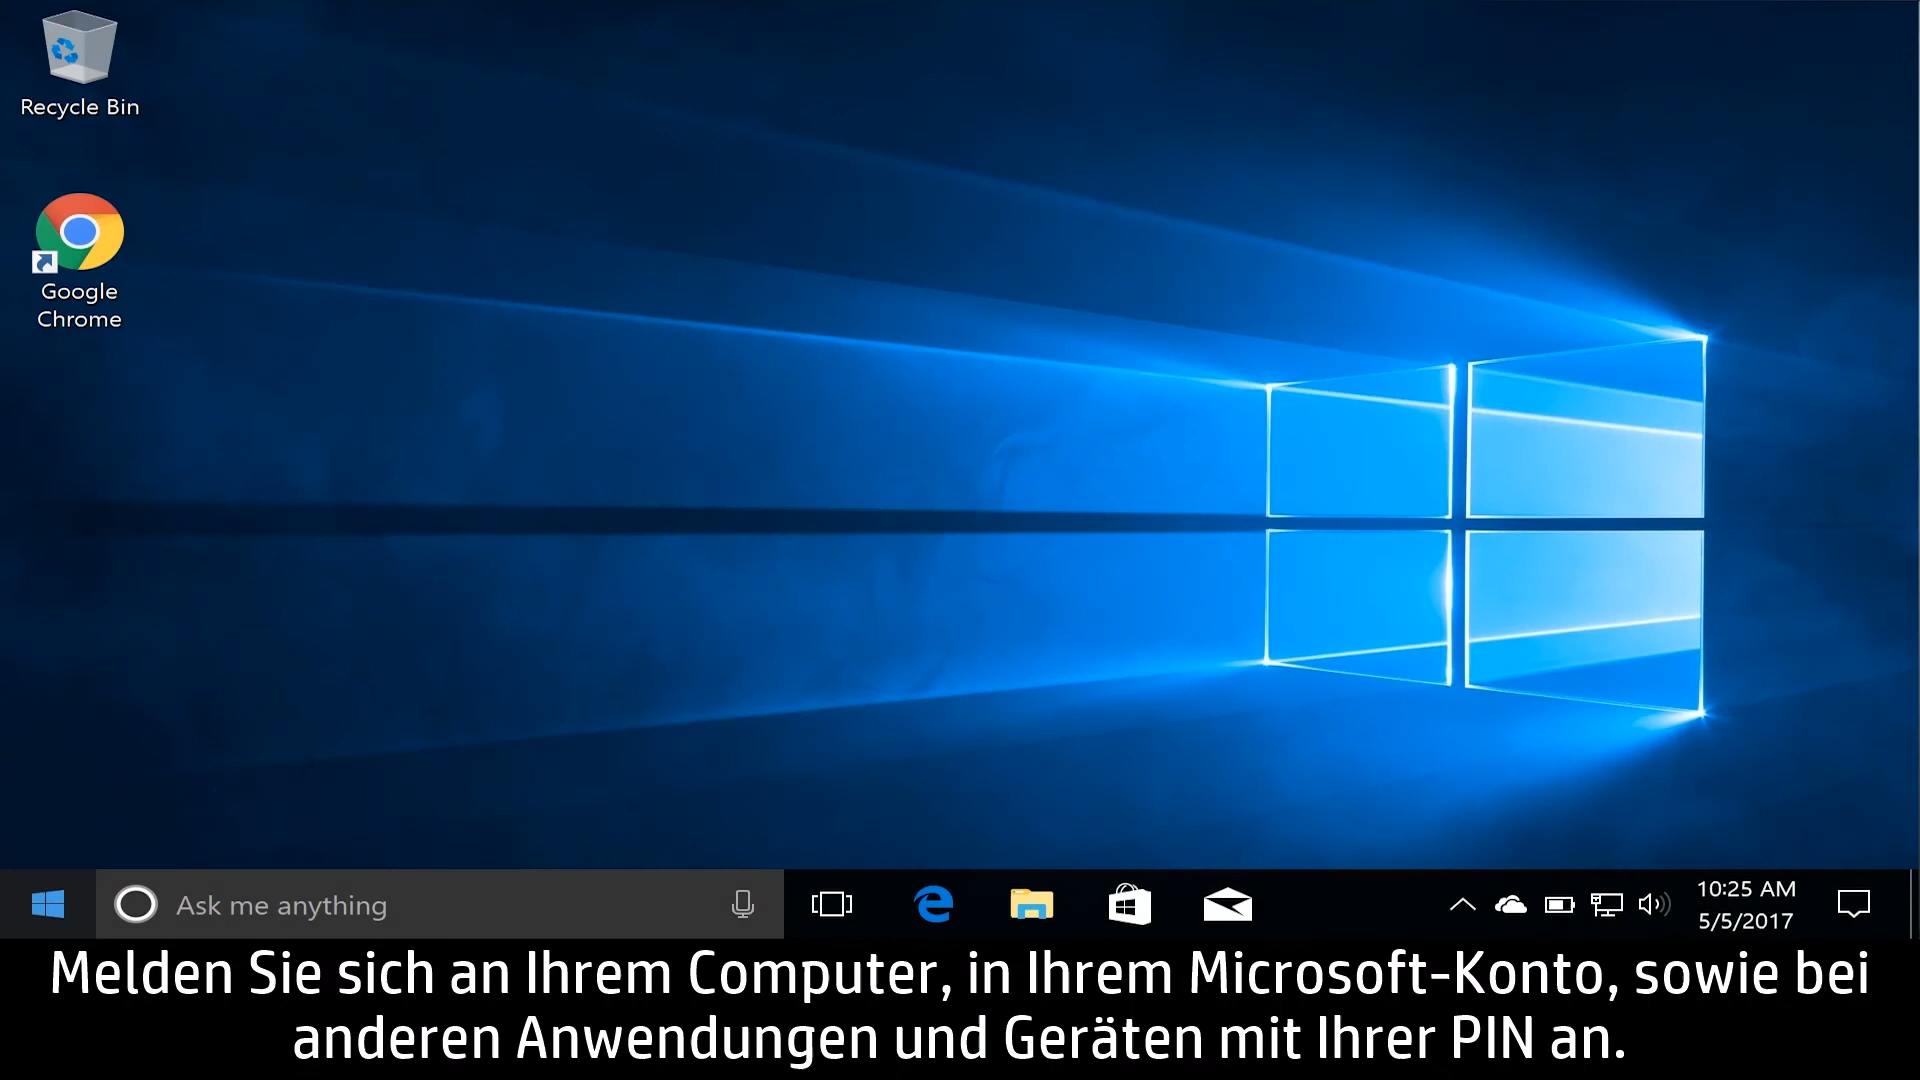 Recycle Bin
Google
Chrome
Ask me anything
10:25 AM
5/5/2017
Melden Sie sich an Ihrem Computer, in Ihrem Microsoft-Konto, sowie bei
anderen Anwendungen und Geräten mit Ihrer PIN an.